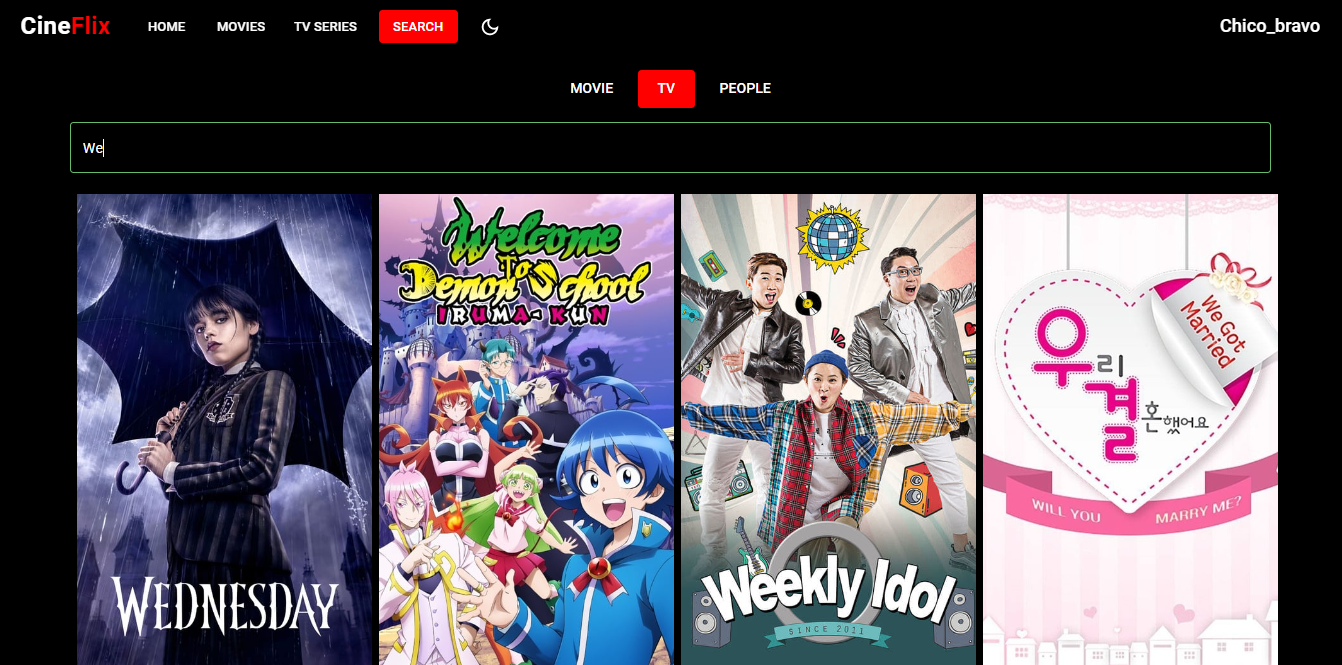 CineFlix
HOME
MOVIES
TV SERIES
SEARCH
Chico_bravo
MOVIE
TV
PEOPLE
We
WEDNESDAY
Welcome
To
Demon School
IRUMA-KUN
Weekly Idol
SINCE 2011
We Got
Married
우리
결혼했어요
WILL YOU
MARRY ME?